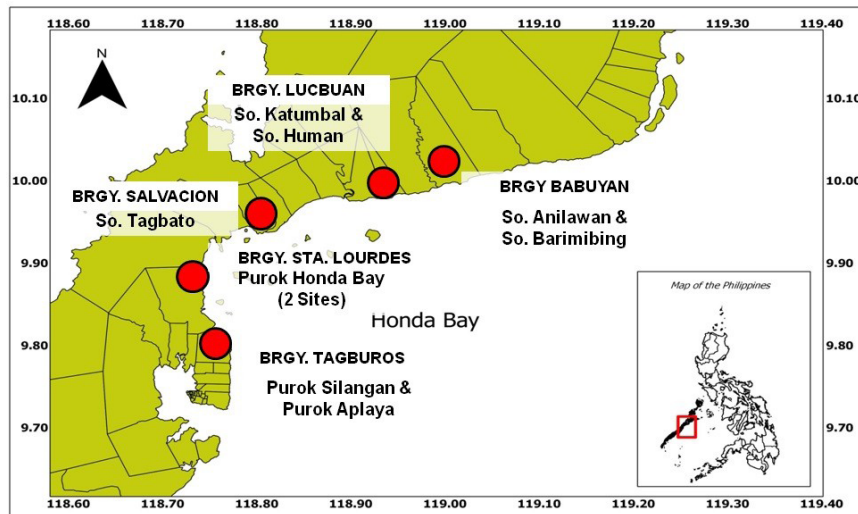 118.60 118.70 118.80 118.90 119.00 119.10 119.20 119.30 119.40
N
10.10
10.10
BRGY. LUCBUAN
So. Katumbal &
So. Human
10.00
10.00
BRGY. SALVACION
So. Tagbato
BRGY BABUYAN
So. Anilawan &
So. Barimibing
9.90
9.90
BRGY. STA. LOURDES
Purok Honda Bay
(2 Sites)
Honda Bay
Map of the Philippines
9.80
9.80
BRGY. TAGBUROS
Purok Silangan &
Purok Aplaya
9.70
9.70
118.60 118.70 118.80 118.90 119.00 119.10 119.20 119.30 119.40